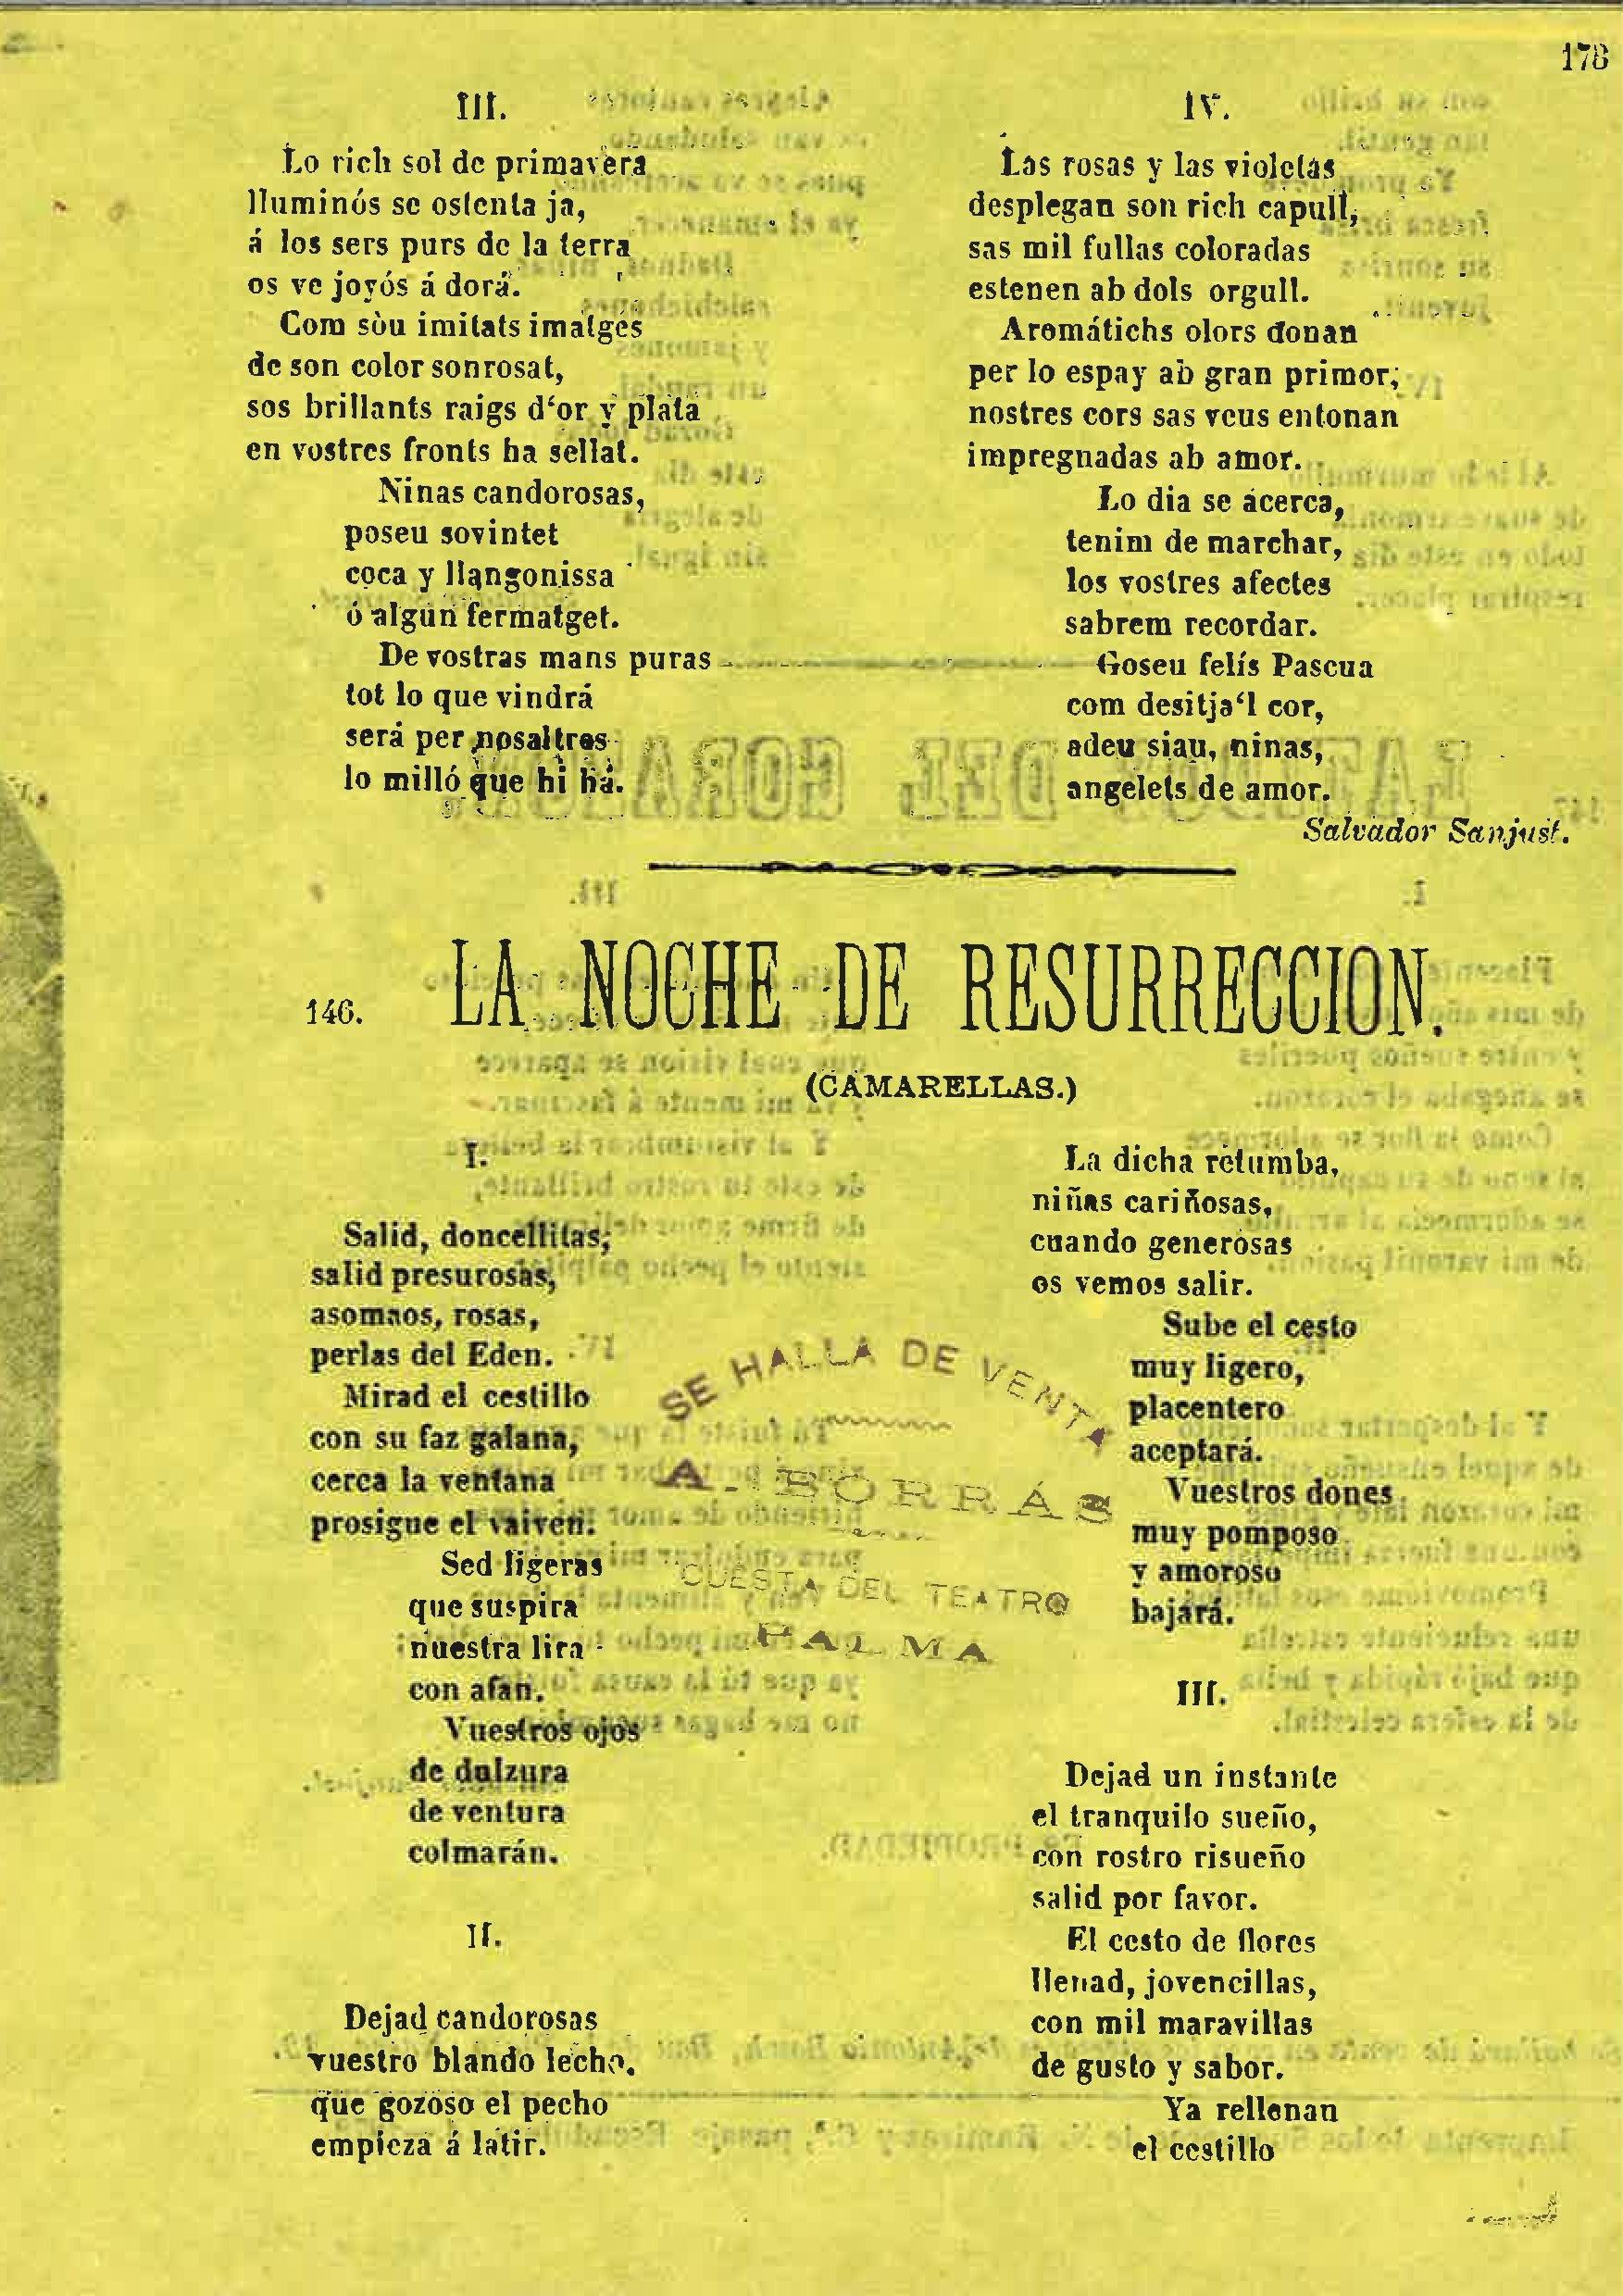 178
III.
Lo rich sol de primavera
lluminós se ostenta ja,
á los sers purs de la terra
os ve joyós á dorá.
Com sòu imitats imatges
de son color sonrosat,
sos brillants raigs d‘or y plata
en vostres fronts ha sellat.
Ninas candorosas,
poseu sovintet
coca y llangonissa
ó algun fermatget.
De vostras mans puras
tot lo que vindrá
será per nosaltres
lo milló que hi há.
IV.
Las rosas y las violetas
desplegan son rich capull,
sas mil fullas coloradas
estenen ab dols orgull.
Aromátichs olors donan
per lo espay ab gran primor,
nostres cors sas veus entonan
impregnadas ab amor.
Lo dia se acerca,
tenim de marchar,
los vostres afectes
sabrem recordar.
Goseu felís Pascua
com desitja‘l cor,
adeu siau, ninas,
angelets de amor.
Salvador Sanjust.
146. LA NOCHE DE RESURRECCION.
(CAMARELLAS.)
I.
Salid, doncellitas,
salid presurosas,
asomaos, rosas,
perlas del Eden.
Mirad el cestillo
con su faz galana,
cerca la ventana
prosigue el vaiven.
Sed ligeras
que suspira
nuestra lira
con afan.
Vuestros ojos
de dulzura
de ventura
colmarán.
II.
Dejad candorosas
vuestro blando lecho.
que gozoso el pecho
empieza á latir.
La dicha retumba,
niñas cariñosas,
cuando generosas
os vemos salir.
Sube el cesto
muy ligero,
placentero
aceptará.
Vuestros dones
muy pomposo
y amoroso
bajará.
III.
Dejad un instante
el tranquilo sueño,
con rostro risueño
salid por favor.
El cesto de flores
llenad, jovencillas,
con mil maravillas
de gusto y sabor.
Ya rellenan
el cestillo
SE HALLA DE VENTA
A. BORRÁS
CUESTA DEL TEATRO
PALMA